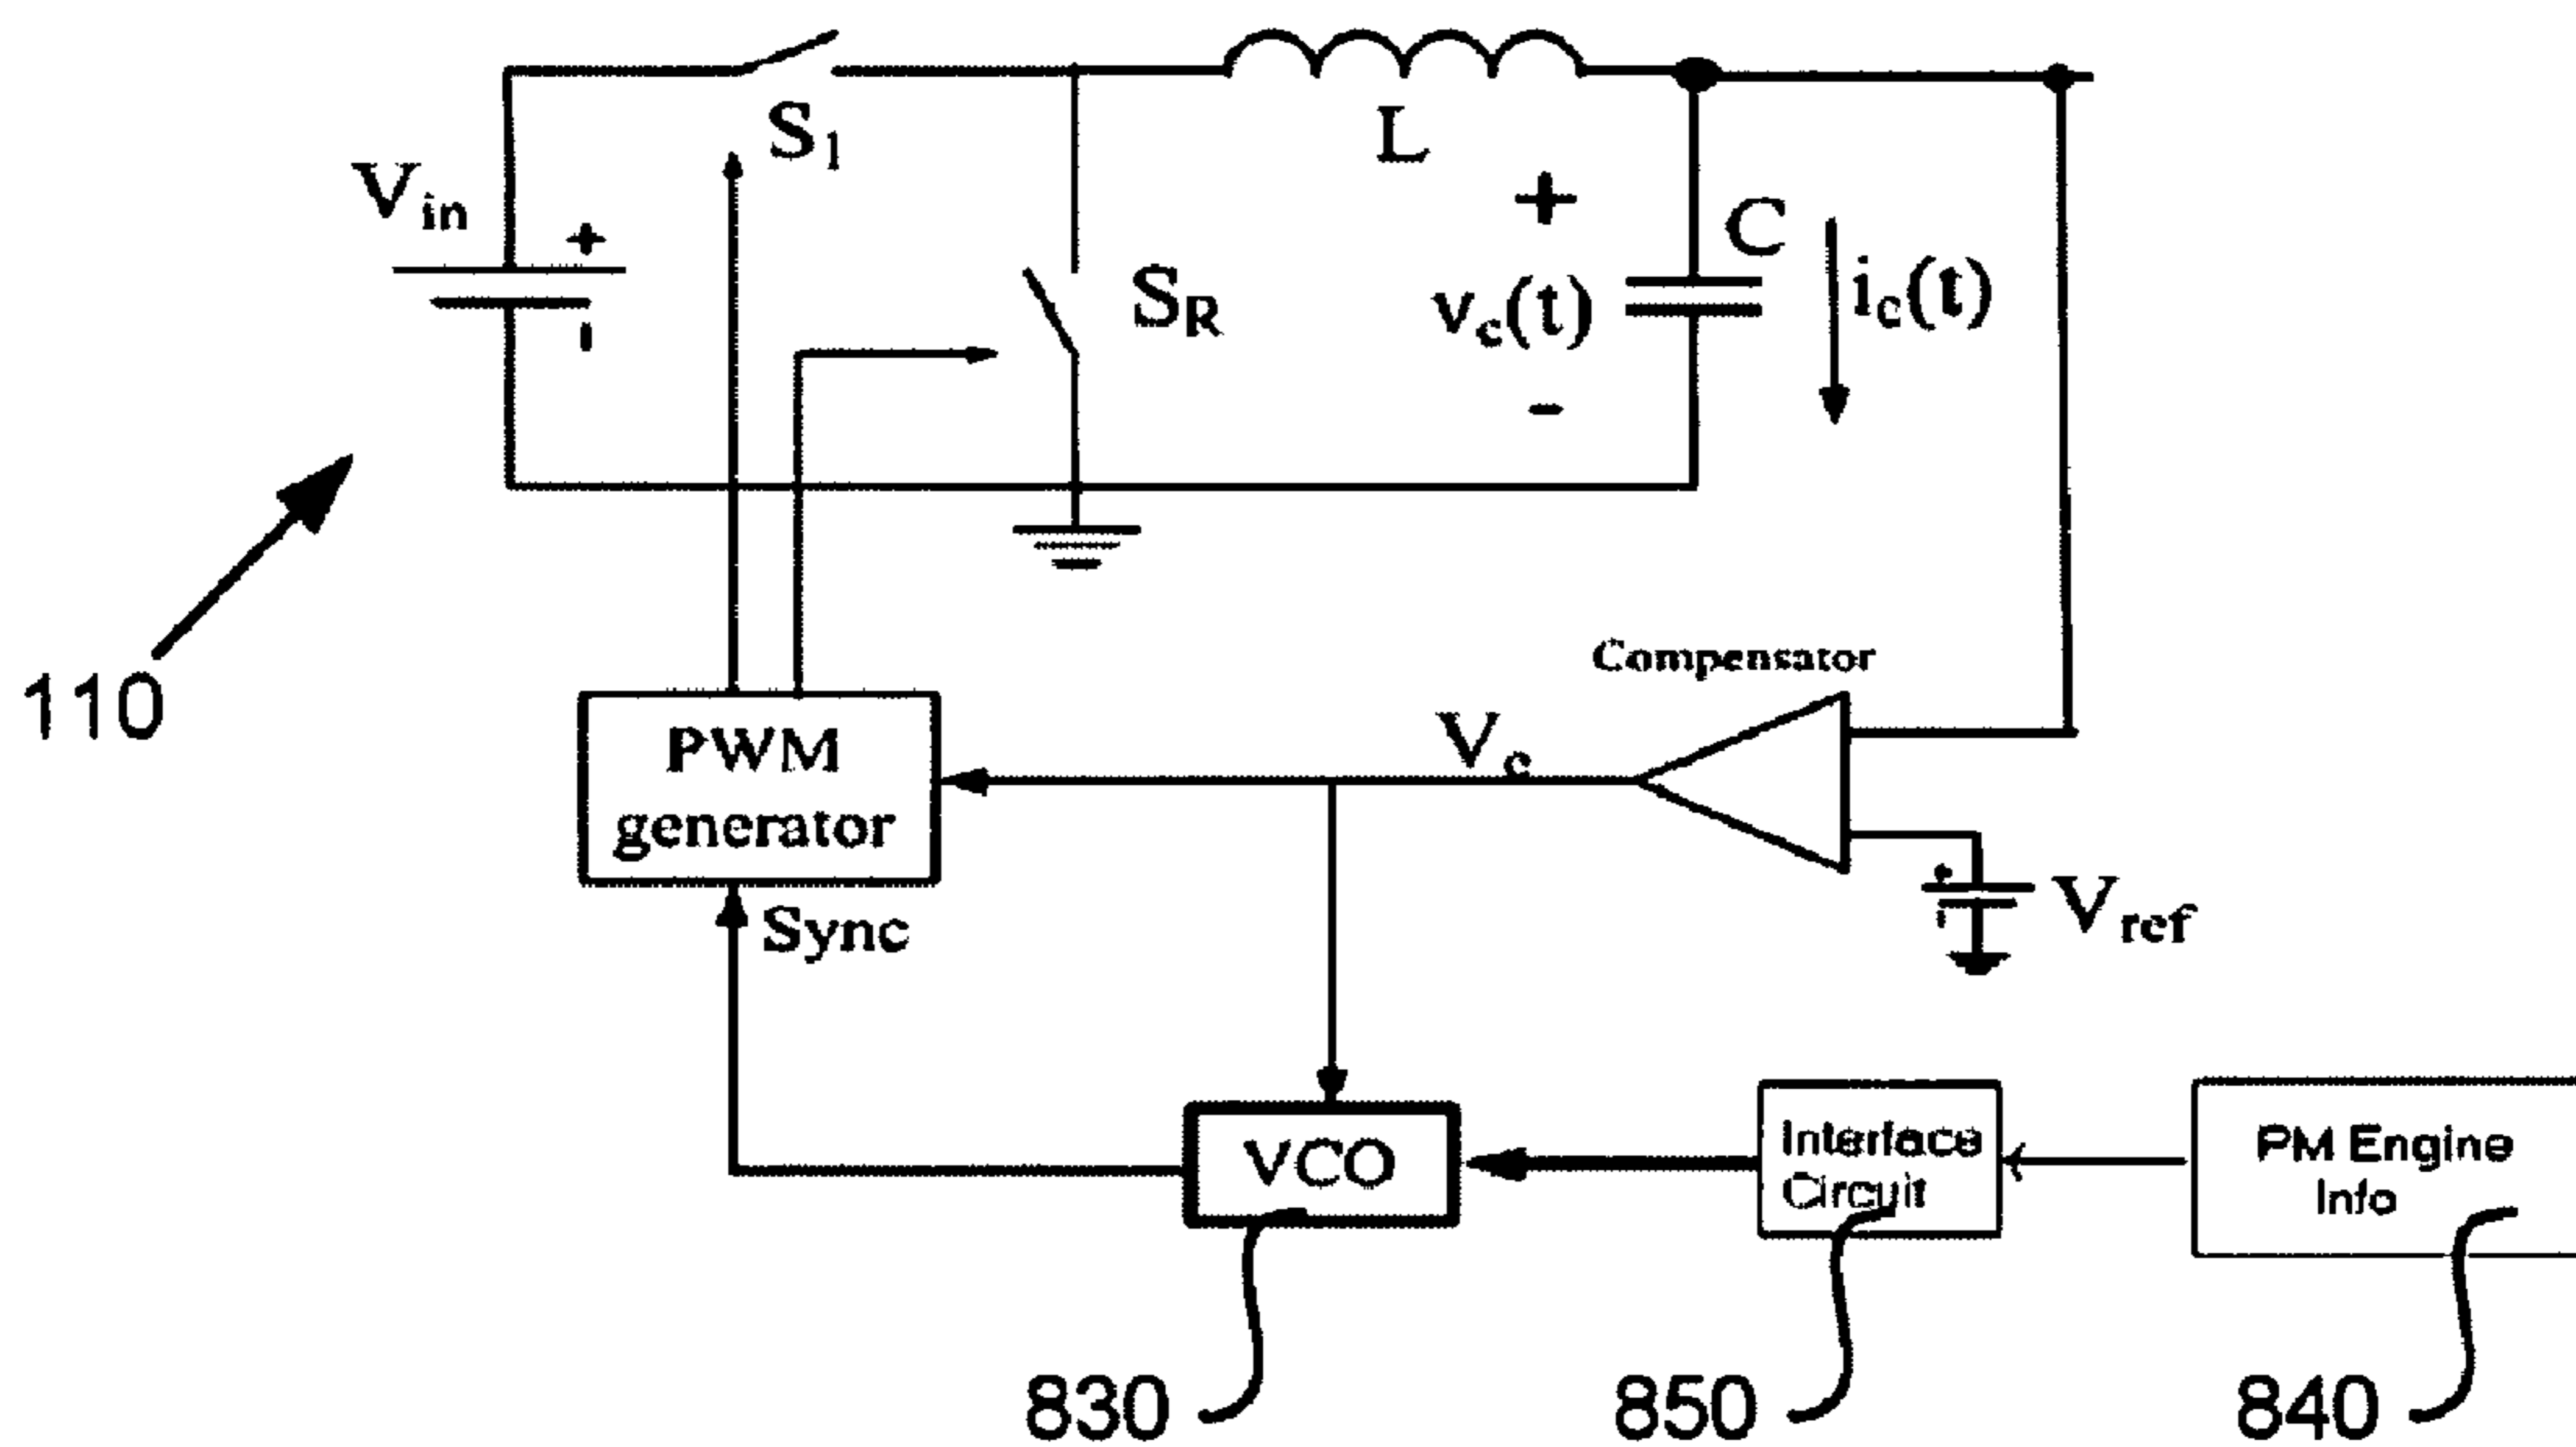 S1
L
Vin
+
-
SR
+
vc(t)
-
C
ic(t)
110
PWM
generator
Sync
Vc
Compensator
+
-
Vref
VCO
Interface
Circuit
PM Engine
Info
830
850
840